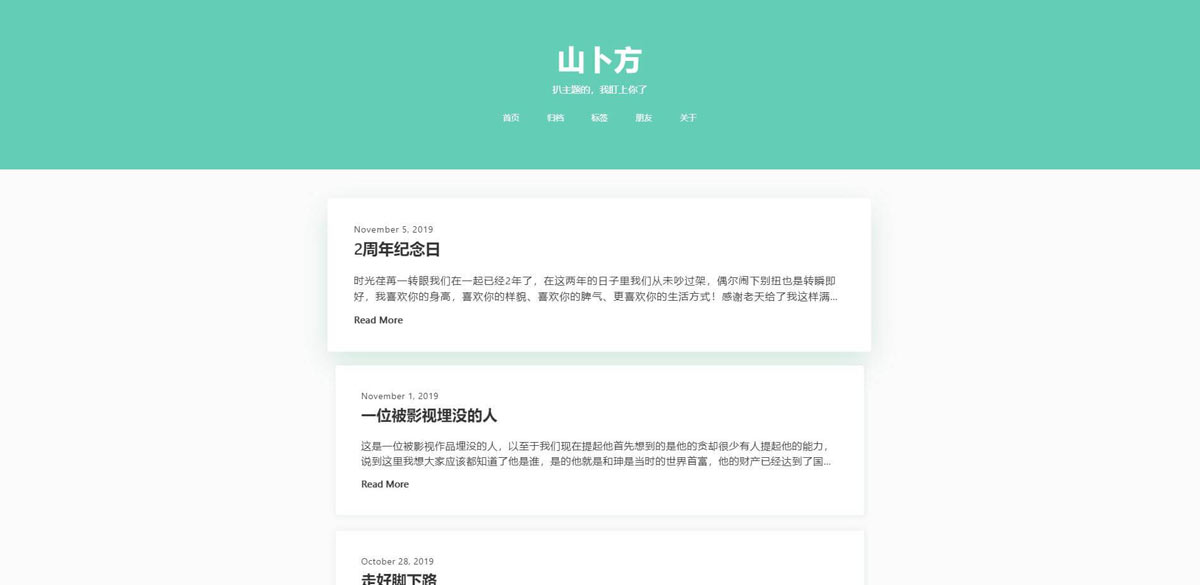 山卜方
扒主题的，我盯上你了
首页 归档 标签 朋友 关于
November 5, 2019
2周年纪念日
时光荏苒一转眼我们在一起已经2年了，在这两年的日子里我们从未吵过架，偶尔闹下别扭也是转瞬即
好，我喜欢你的身高，喜欢你的样貌、喜欢你的脾气、更喜欢你的生活方式！感谢老天给了我这样满...
Read More
November 1, 2019
一位被影视埋没的人
这是一位被影视作品埋没的人，以至于我们现在提起他首先想到的是他的贪却很少有人提起他的能力，
说到这里我想大家应该都知道了他是谁，是的他就是和珅是当时的世界首富，他的财产已经达到了国...
Read More
October 28, 2019
走好脚下路